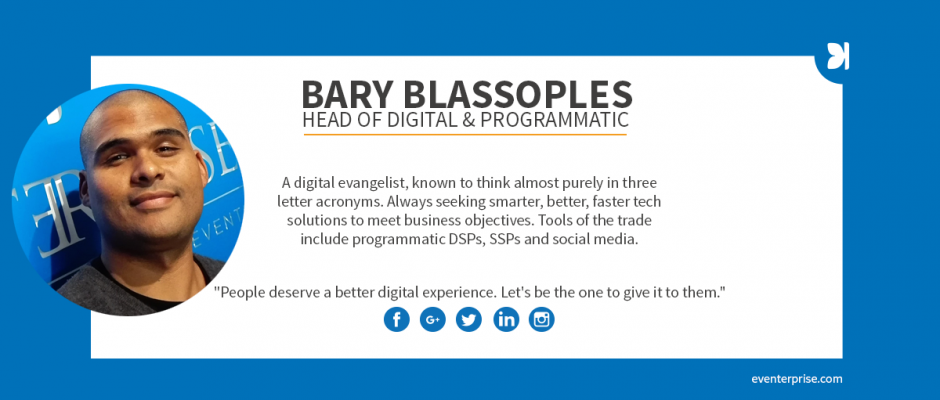 BARY BLASSOPLES
HEAD OF DIGITAL & PROGRAMMATIC
A digital evangelist, known to think almost purely in three
letter acronyms. Always seeking smarter, better, faster tech
solutions to meet business objectives. Tools of the trade
include programmatic DSPs, SSPs and social media.
"People deserve a better digital experience. Let's be the one to give it to them."
eventerprise.com